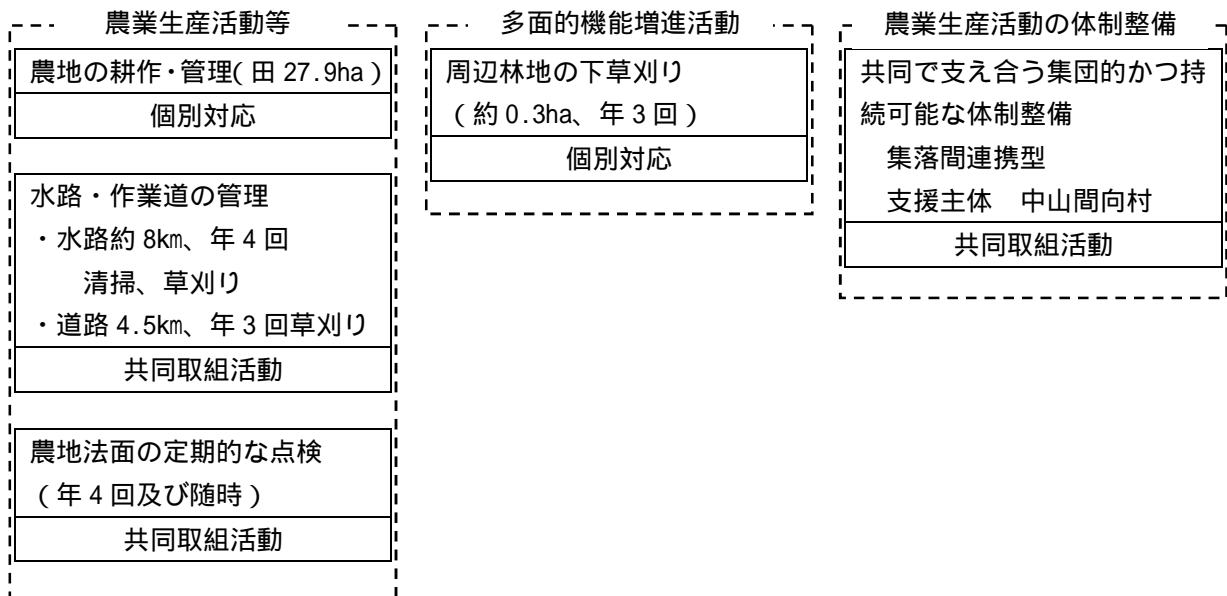 農業生産活動等
農地の耕作・管理(田 27.9ha)
個別対応
水路・作業道の管理
・水路約 8㎞、年 4 回
清掃、草刈り
・道路 4.5㎞、年 3 回草刈り
共同取組活動
農地法面の定期的な点検
(年 4 回及び随時)
共同取組活動
多面的機能増進活動
周辺林地の下草刈り
(約 0.3ha、年 3 回)
個別対応
農業生産活動の体制整備
共同で支え合う集団的かつ持
続可能な体制整備
集落間連携型
支援主体 中山間向村
共同取組活動